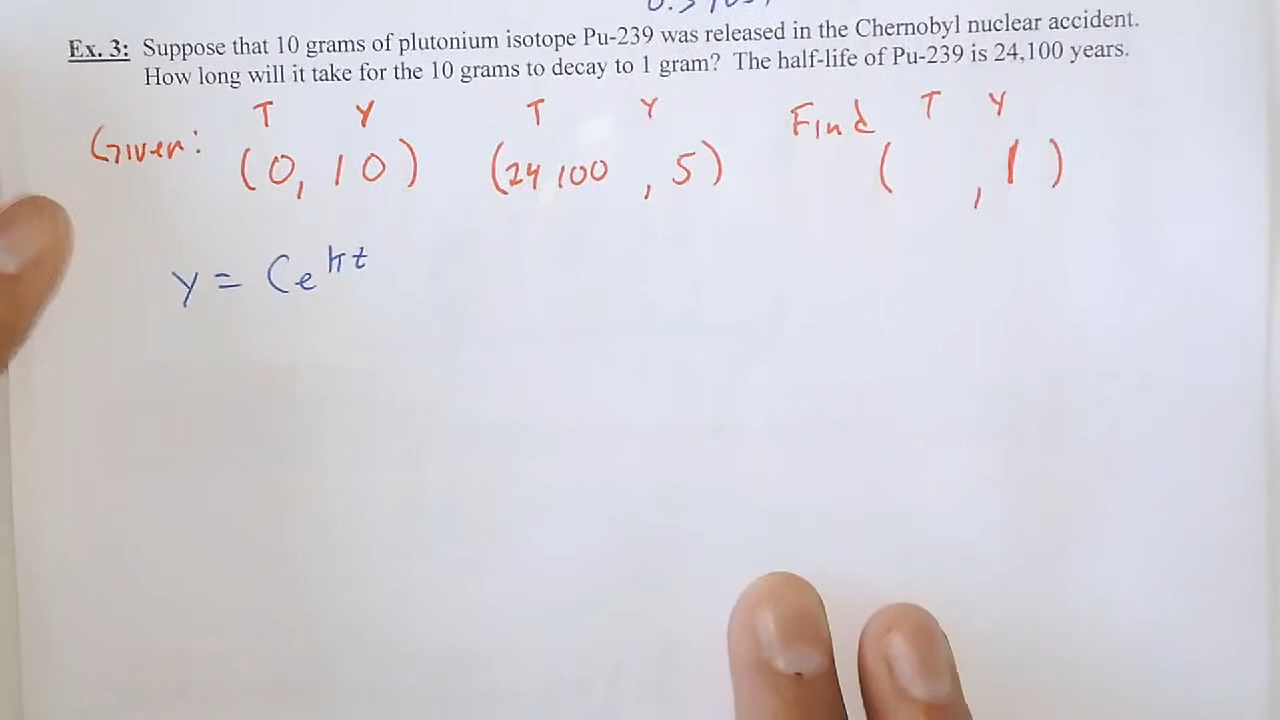 Ex. 3: Suppose that 10 grams of plutonium isotope Pu-239 was released in the Chernobyl nuclear accident.
How long will it take for the 10 grams to decay to 1 gram? The half-life of Pu-239 is 24,100 years.
T Y T Y Find T Y
Given: (0, 10) (24 100, 5) ( , 1)
y = Ce^kt